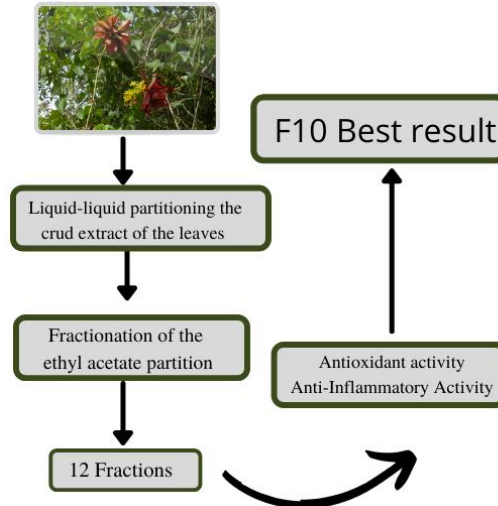 Liquid-liquid partitioning the
crud extract of the leaves
Fractionation of the
ethyl acetate partition
12 Fractions
Antioxidant activity
Anti-Inflammatory Activity
F10 Best result